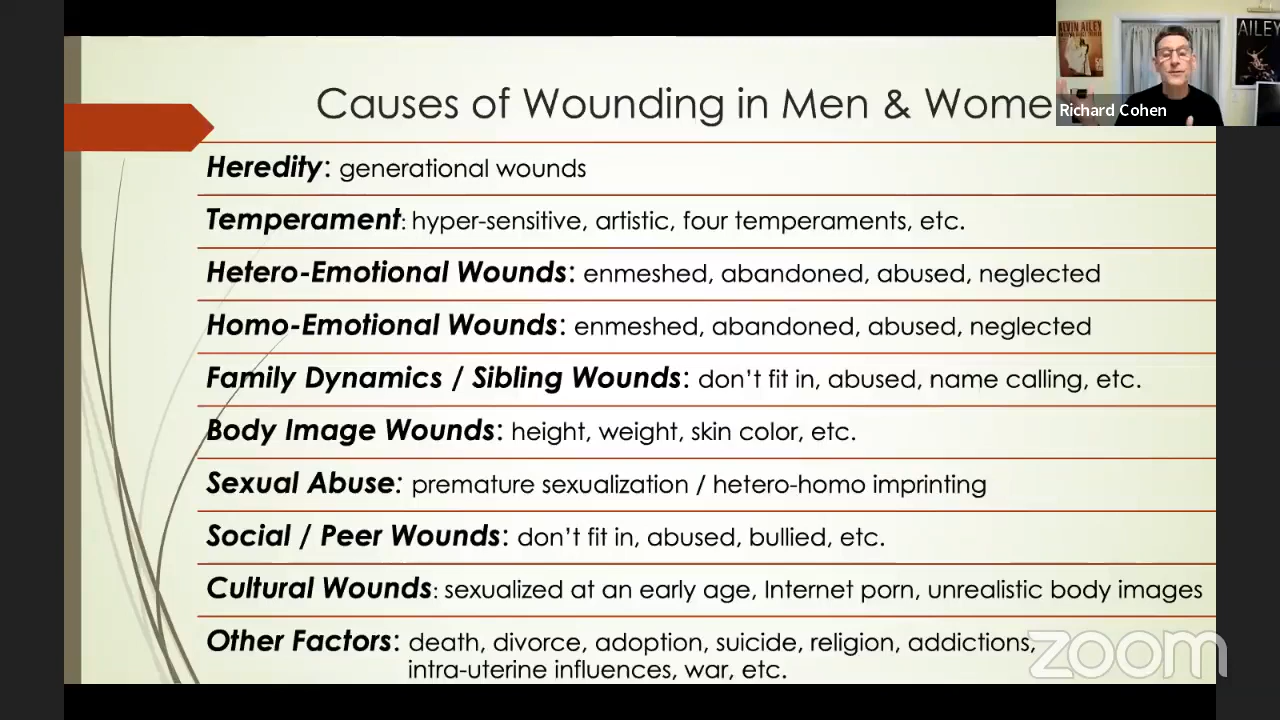 ALVIN AILEY
AILEY
Richard Cohen
Causes of Wounding in Men & Wome
Heredity: generational wounds
Temperament: hyper-sensitive, artistic, four temperaments, etc.
Hetero-Emotional Wounds: enmeshed, abandoned, abused, neglected
Homo-Emotional Wounds: enmeshed, abandoned, abused, neglected
Family Dynamics / Sibling Wounds: don’t fit in, abused, name calling, etc.
Body Image Wounds: height, weight, skin color, etc.
Sexual Abuse: premature sexualization / hetero-homo imprinting
Social / Peer Wounds: don’t fit in, abused, bullied, etc.
Cultural Wounds: sexualized at an early age, Internet porn, unrealistic body images
Other Factors: death, divorce, adoption, suicide, religion, addictions,
intra-uterine influences, war, etc.
zoom